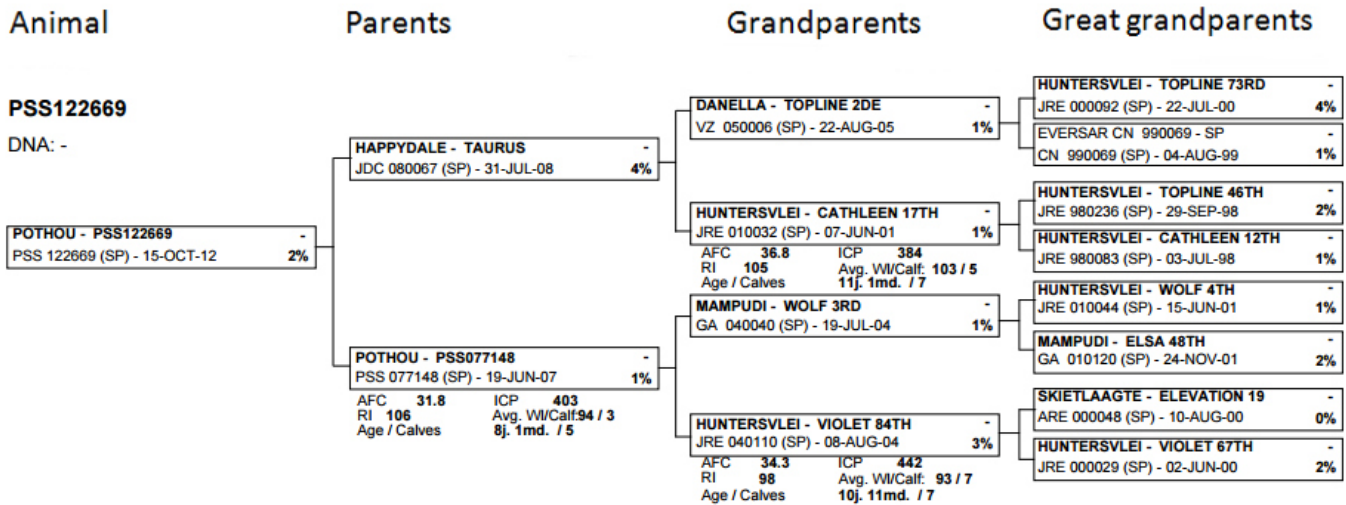 Animal
Parents
Grandparents
Great grandparents
PSS122669
DNA: -
POTHOU - PSS122669 -
PSS 122669 (SP) - 15-OCT-12 2%
HAPPYDALE - TAURUS -
JDC 080067 (SP) - 31-JUL-08 4%
POTHOU - PSS077148 -
PSS 077148 (SP) - 19-JUN-07 1%
AFC 31.8 ICP 403
RI 106 Avg. WI/Calf:94 / 3
Age / Calves 8j. 1md. / 5
DANELLA - TOPLINE 2DE -
VZ 050006 (SP) - 22-AUG-05 1%
HUNTERSVLEI - CATHLEEN 17TH -
JRE 010032 (SP) - 07-JUN-01 1%
AFC 36.8 ICP 384
RI 105 Avg. WI/Calf: 103 / 5
Age / Calves 11j. 1md. / 7
MAMPUDI - WOLF 3RD -
GA 040040 (SP) - 19-JUL-04 1%
HUNTERSVLEI - VIOLET 84TH -
JRE 040110 (SP) - 08-AUG-04 3%
AFC 34.3 ICP 442
RI 98 Avg. WI/Calf: 93 / 7
Age / Calves 10j. 11md. / 7
HUNTERSVLEI - TOPLINE 73RD -
JRE 000092 (SP) - 22-JUL-00 4%
EVERSAR CN 990069 - SP -
CN 990069 (SP) - 04-AUG-99 1%
HUNTERSVLEI - TOPLINE 46TH -
JRE 980236 (SP) - 29-SEP-98 2%
HUNTERSVLEI - CATHLEEN 12TH -
JRE 980083 (SP) - 03-JUL-98 1%
HUNTERSVLEI - WOLF 4TH -
JRE 010044 (SP) - 15-JUN-01 1%
MAMPUDI - ELSA 48TH -
GA 010120 (SP) - 24-NOV-01 2%
SKIETLAAGTE - ELEVATION 19 -
ARE 000048 (SP) - 10-AUG-00 0%
HUNTERSVLEI - VIOLET 67TH -
JRE 000029 (SP) - 02-JUN-00 2%